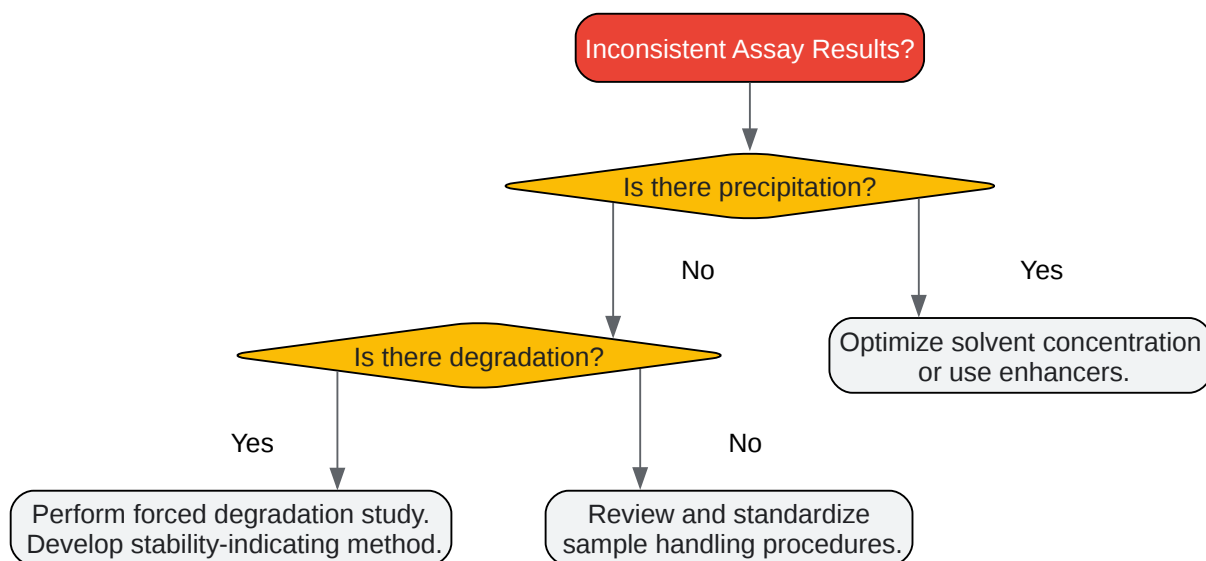 Inconsistent Assay Results?
Is there precipitation?
No
Yes
Optimize solvent concentration
or use enhancers.
Is there degradation?
Yes
No
Perform forced degradation study.
Develop stability-indicating method.
Review and standardize
sample handling procedures.